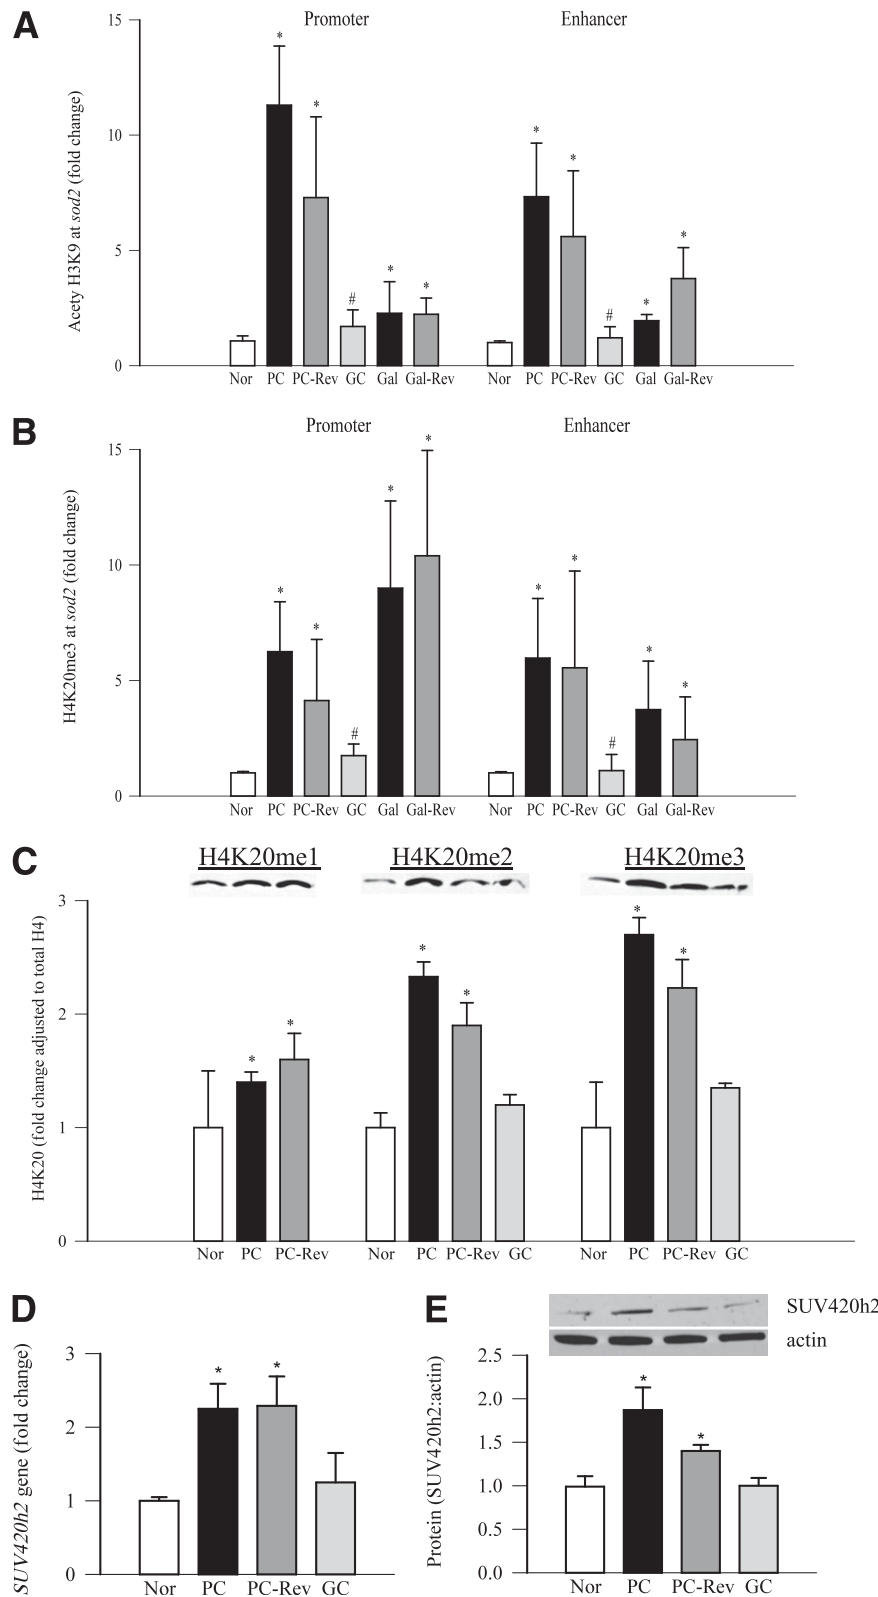 A
Promoter Enhancer
Acety H3K9 at sod2 (fold change)
15
10
5
0
* * # * * * * # * *
Nor PC PC-Rev GC Gal Gal-Rev Nor PC PC-Rev GC Gal Gal-Rev
B
Promoter Enhancer
H4K20me3 at sod2 (fold change)
15
10
5
0
* * # * * * * # * *
Nor PC PC-Rev GC Gal Gal-Rev Nor PC PC-Rev GC Gal Gal-Rev
C
H4K20me1 H4K20me2 H4K20me3
H4K20 (fold change adjusted to total H4)
3
2
1
0
* * * * * *
Nor PC PC-Rev Nor PC PC-Rev GC Nor PC PC-Rev GC
D
SUV420h2 gene (fold change)
3
2
1
0
* *
Nor PC PC-Rev GC
E
SUV420h2
actin
Protein (SUV420h2:actin)
2.5
2.0
1.5
1.0
0.5
0.0
* *
Nor PC PC-Rev GC